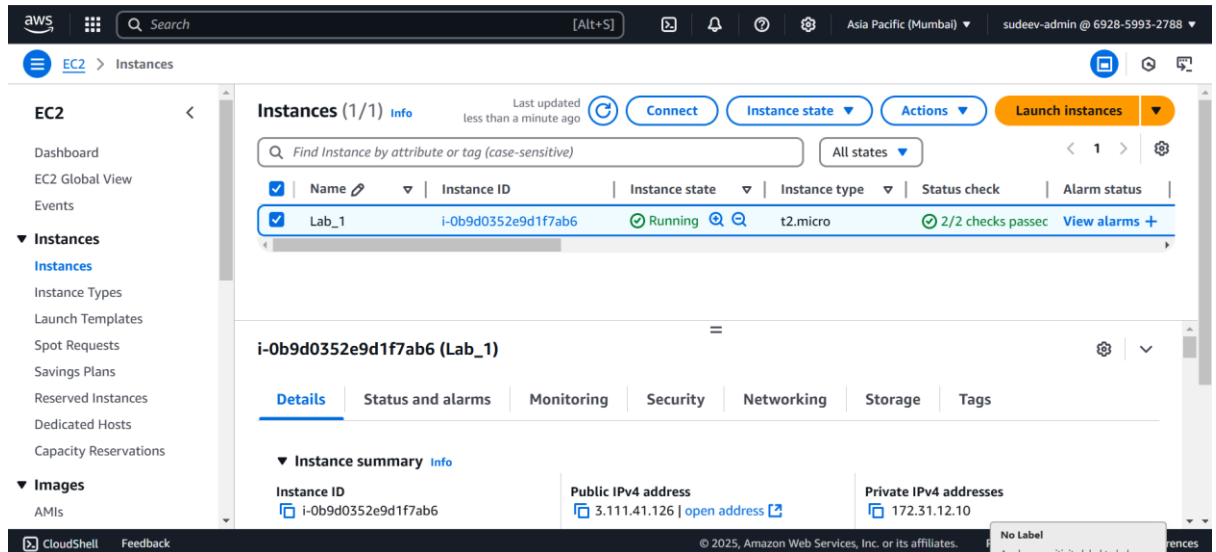 aws Search [Alt+S] Asia Pacific (Mumbai) ▼ sudeev-admin @ 6928-5993-2788 ▼
EC2 > Instances
EC2
Dashboard
EC2 Global View
Events
▼ Instances
Instances
Instance Types
Launch Templates
Spot Requests
Savings Plans
Reserved Instances
Dedicated Hosts
Capacity Reservations
▼ Images
AMIs
Instances (1/1) Info
Last updated
less than a minute ago
Connect Instance state ▼ Actions ▼ Launch instances ▼
Find Instance by attribute or tag (case-sensitive) All states ▼ < 1 >
Name Instance ID Instance state Instance type Status check Alarm status
Lab_1 i-0b9d0352e9d1f7ab6 Running t2.micro 2/2 checks passec View alarms +
i-0b9d0352e9d1f7ab6 (Lab_1)
Details Status and alarms Monitoring Security Networking Storage Tags
▼ Instance summary Info
Instance ID Public IPv4 address Private IPv4 addresses
i-0b9d0352e9d1f7ab6 3.111.41.126 | open address 172.31.12.10
No Label
CloudShell Feedback © 2025, Amazon Web Services, Inc. or its affiliates. rences